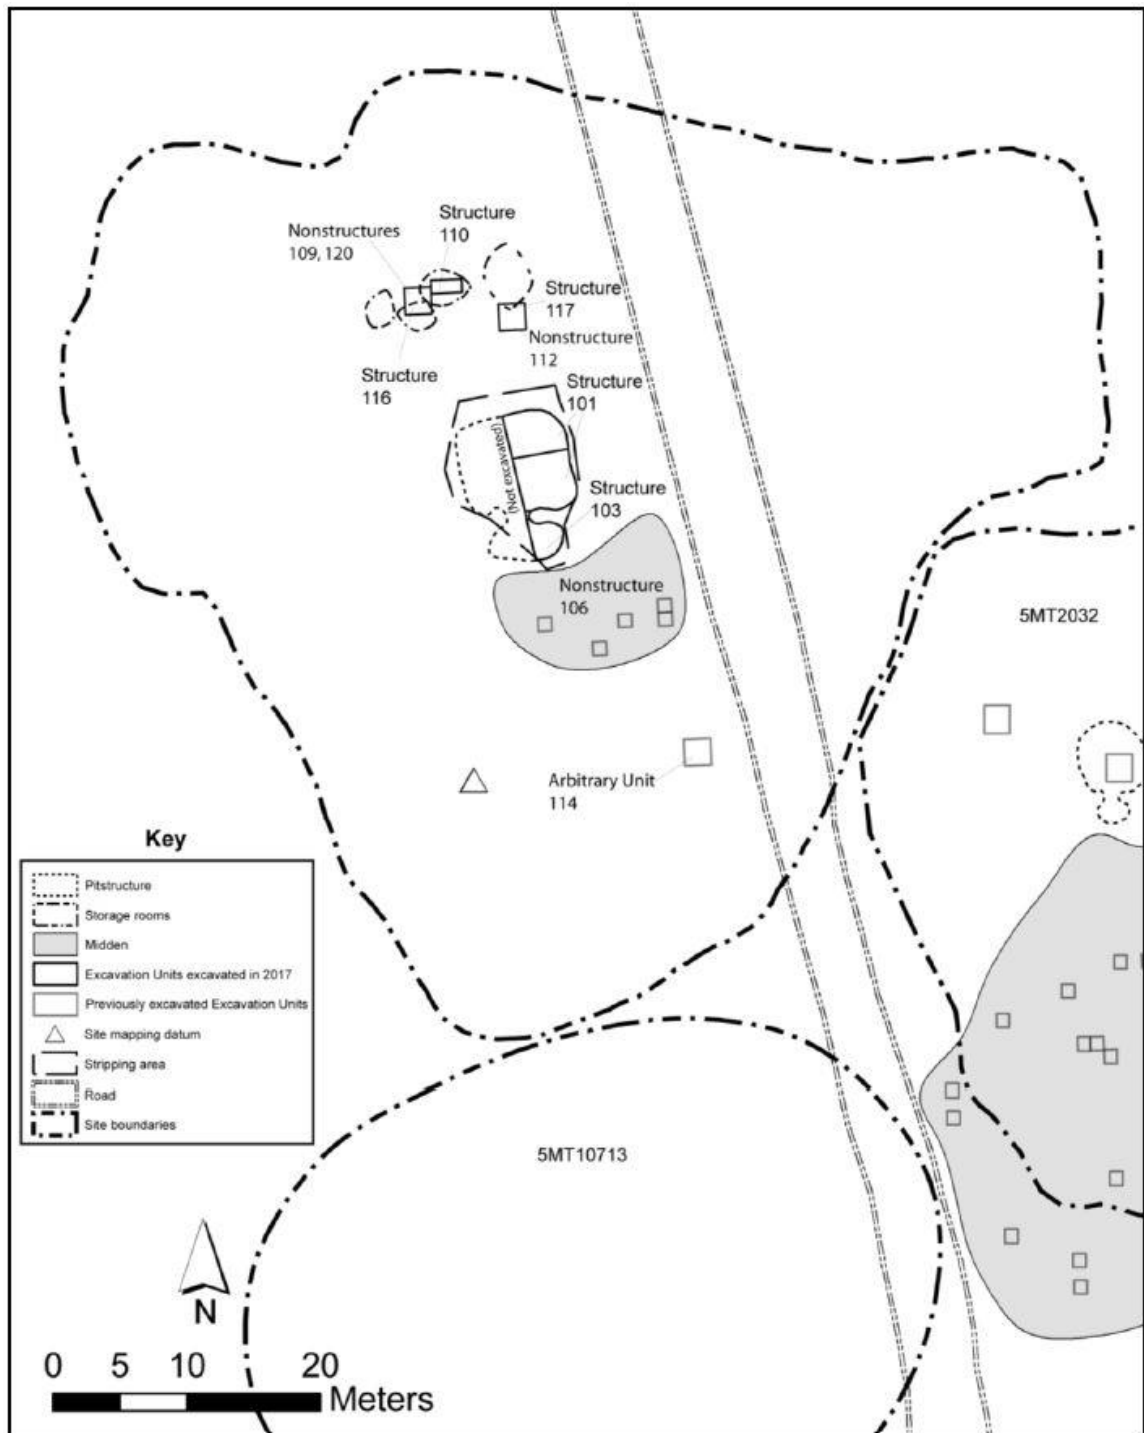 Structure
110
Nonstructures
109, 120
Structure
117
Nonstructure
112
Structure
116
Structure
101
(Not excavated)
Structure
103
Nonstructure
106
5MT2032
Arbitrary Unit
114
Key
Pitstructure
Storage rooms
Midden
Excavation Units excavated in 2017
Previously excavated Excavation Units
Site mapping datum
Stripping area
Road
Site boundaries
5MT10713
N
0 5 10 20
Meters